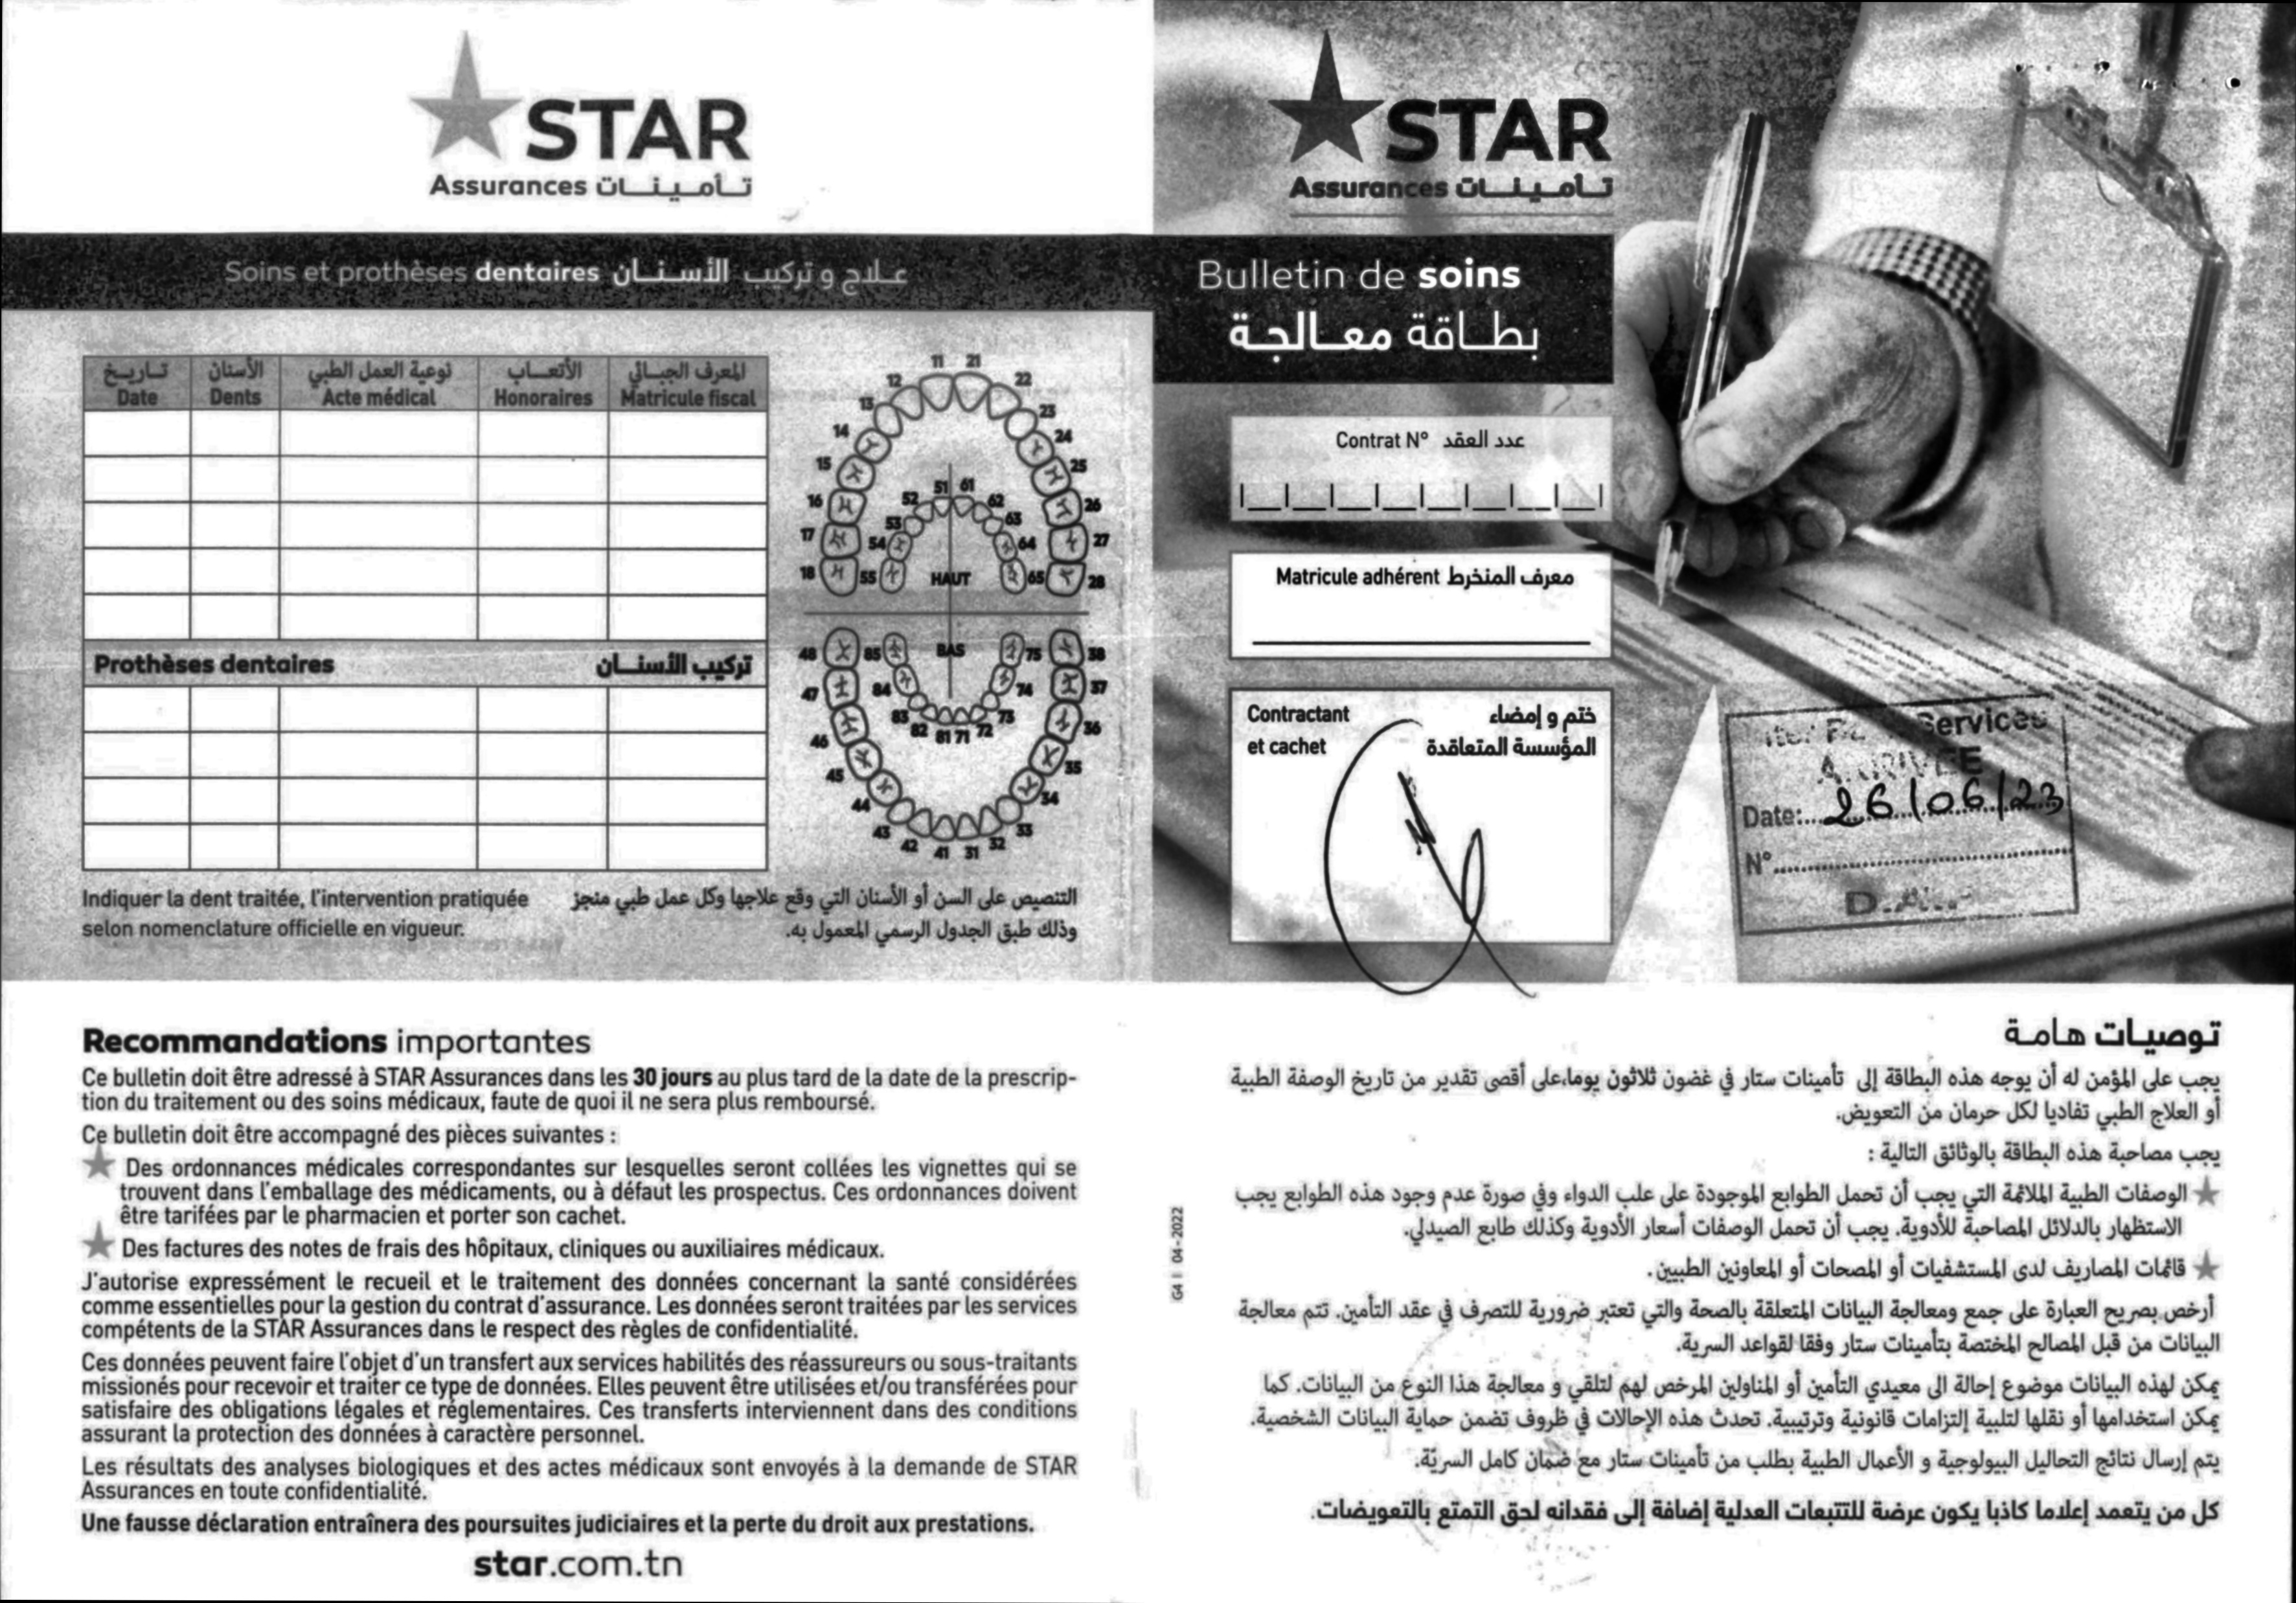 STAR
Assurances تـأمـيـنـات
Soins et prothèses dentaires عـلاج و تركيب الأسـنـان
تـاريـخ الأسنان نوعية العمل الطبي الأتعـاب المعرف الجبـائي
Date Dents Acte médical Honoraires Matricule fiscal
Prothèses dentaires تركيب الأسنـان
11 21
12 22
13 23
14 24
15 25
16 52 51 61 62 26
53 63
17 54 64 27
18 55 HAUT 65 28
48 85 BAS 75 38
47 84 74 37
83 73
82 81 71 72
46 36
45 35
44 34
43 33
42 41 31 32
Indiquer la dent traitée, l'intervention pratiquée
selon nomenclature officielle en vigueur.
التنصيص على السن أو الأسنان التي وقع علاجها وكل عمل طبي منجز
وذلك طبق الجدول الرسمي المعمول به.
Recommandations importantes
Ce bulletin doit être adressé à STAR Assurances dans les 30 jours au plus tard de la date de la prescrip-
tion du traitement ou des soins médicaux, faute de quoi il ne sera plus remboursé.
Ce bulletin doit être accompagné des pièces suivantes :
Des ordonnances médicales correspondantes sur lesquelles seront collées les vignettes qui se
trouvent dans l'emballage des médicaments, ou à défaut les prospectus. Ces ordonnances doivent
être tarifées par le pharmacien et porter son cachet.
Des factures des notes de frais des hôpitaux, cliniques ou auxiliaires médicaux.
J'autorise expressément le recueil et le traitement des données concernant la santé considérées
comme essentielles pour la gestion du contrat d'assurance. Les données seront traitées par les services
compétents de la STAR Assurances dans le respect des règles de confidentialité.
Ces données peuvent faire l'objet d'un transfert aux services habilités des réassureurs ou sous-traitants
missionés pour recevoir et traiter ce type de données. Elles peuvent être utilisées et/ou transférées pour
satisfaire des obligations légales et réglementaires. Ces transferts interviennent dans des conditions
assurant la protection des données à caractère personnel.
Les résultats des analyses biologiques et des actes médicaux sont envoyés à la demande de STAR
Assurances en toute confidentialité.
Une fausse déclaration entraînera des poursuites judiciaires et la perte du droit aux prestations.
star.com.tn
STAR
Assurances تـأمـيـنـات
Bulletin de soins
بطـاقة معـالجـة
Contrat N° عدد العقد
Matricule adhérent معرف المنخرط
Contractant
et cachet
ختم و إمضاء
المؤسسة المتعاقدة
Services
ARRIVEE
Date: 26/06/23
N°
توصيات هامـة
يجب على المؤمن له أن يوجه هذه البطاقة إلى تأمينات ستار في غضون ثلاثون يوما،على أقصى تقدير من تاريخ الوصفة الطبية
أو العلاج الطبي تفاديا لكل حرمان من التعويض.
يجب مصاحبة هذه البطاقة بالوثائق التالية :
الوصفات الطبية الملائمة التي يجب أن تحمل الطوابع الموجودة على علب الدواء وفي صورة عدم وجود هذه الطوابع يجب
الاستظهار بالدلائل المصاحبة للأدوية. يجب أن تحمل الوصفات أسعار الأدوية وكذلك طابع الصيدلي.
قائمات المصاريف لدى المستشفيات أو المصحات أو المعاونين الطبيين.
أرخص بصريح العبارة على جمع ومعالجة البيانات المتعلقة بالصحة والتي تعتبر ضرورية للتصرف في عقد التأمين. تتم معالجة
البيانات من قبل المصالح المختصة بتأمينات ستار وفقا لقواعد السرية.
يمكن لهذه البيانات موضوع إحالة الى معيدي التأمين أو المناولين المرخص لهم لتلقي و معالجة هذا النوع من البيانات. كما
يمكن استخدامها أو نقلها لتلبية إلتزامات قانونية وترتيبية. تحدث هذه الإحالات في ظروف تضمن حماية البيانات الشخصية.
يتم إرسال نتائج التحاليل البيولوجية و الأعمال الطبية بطلب من تأمينات ستار مع ضمان كامل السريّة.
كل من يتعمد إعلاما كاذبا يكون عرضة للتتبعات العدلية إضافة إلى فقدانه لحق التمتع بالتعويضات.
G4 I 04-2022